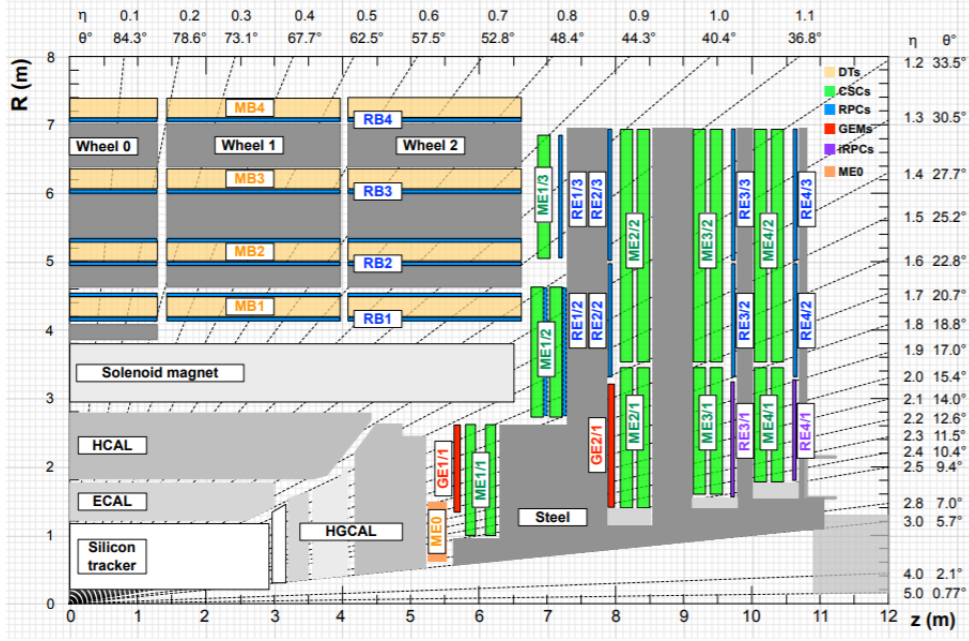 η 0.1 0.2 0.3 0.4 0.5 0.6 0.7 0.8 0.9 1.0 1.1
θ° 84.3° 78.6° 73.1° 67.7° 62.5° 57.5° 52.8° 48.4° 44.3° 40.4° 36.8° η θ°
R (m)
8
7
6
5
4
3
2
1
0
1.2 33.5°
1.3 30.5°
1.4 27.7°
1.5 25.2°
1.6 22.8°
1.7 20.7°
1.8 18.8°
1.9 17.0°
2.0 15.4°
2.1 14.0°
2.2 12.6°
2.3 11.5°
2.4 10.4°
2.5 9.4°
2.8 7.0°
3.0 5.7°
4.0 2.1°
5.0 0.77°
DTs
CSCs
RPCs
GEMs
iRPCs
ME0
MB4
RB4
Wheel 0
Wheel 1
Wheel 2
MB3
RB3
MB2
RB2
MB1
RB1
Solenoid magnet
HCAL
ECAL
HGCAL
Silicon
tracker
Steel
ME0
GE1/1
ME1/1
ME1/2
ME1/3
RE1/3
RE2/3
RE1/2
RE2/2
GE2/1
ME2/2
ME2/1
ME3/2
ME3/1
RE3/3
RE3/2
RE3/1
ME4/2
ME4/1
RE4/3
RE4/2
RE4/1
0 1 2 3 4 5 6 7 8 9 10 11 12
z (m)